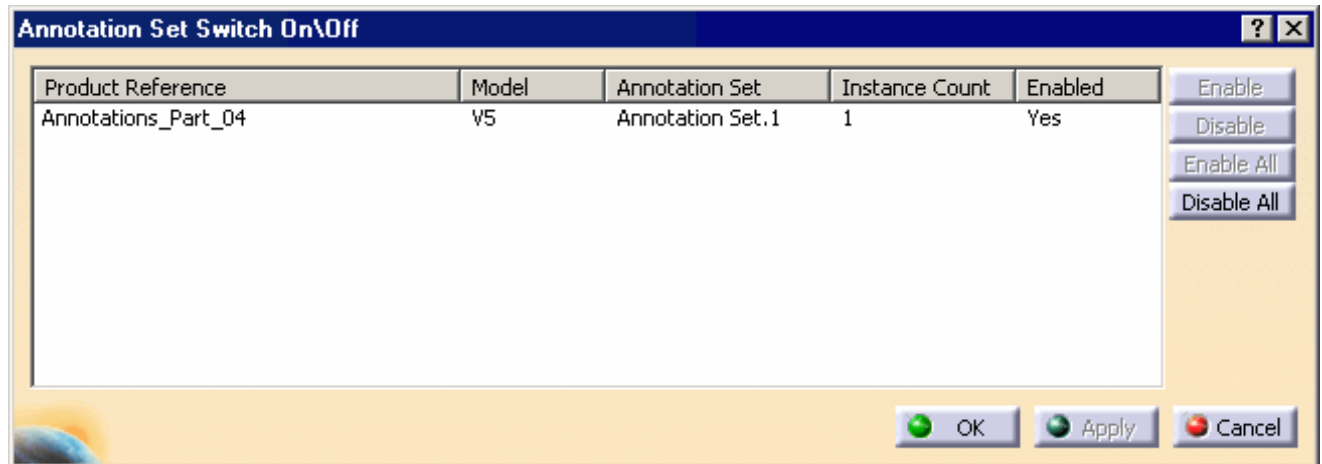 Annotation Set Switch On\Off
Product Reference Model Annotation Set Instance Count Enabled
Annotations_Part_04 V5 Annotation Set.1 1 Yes
Enable
Disable
Enable All
Disable All
OK Apply Cancel